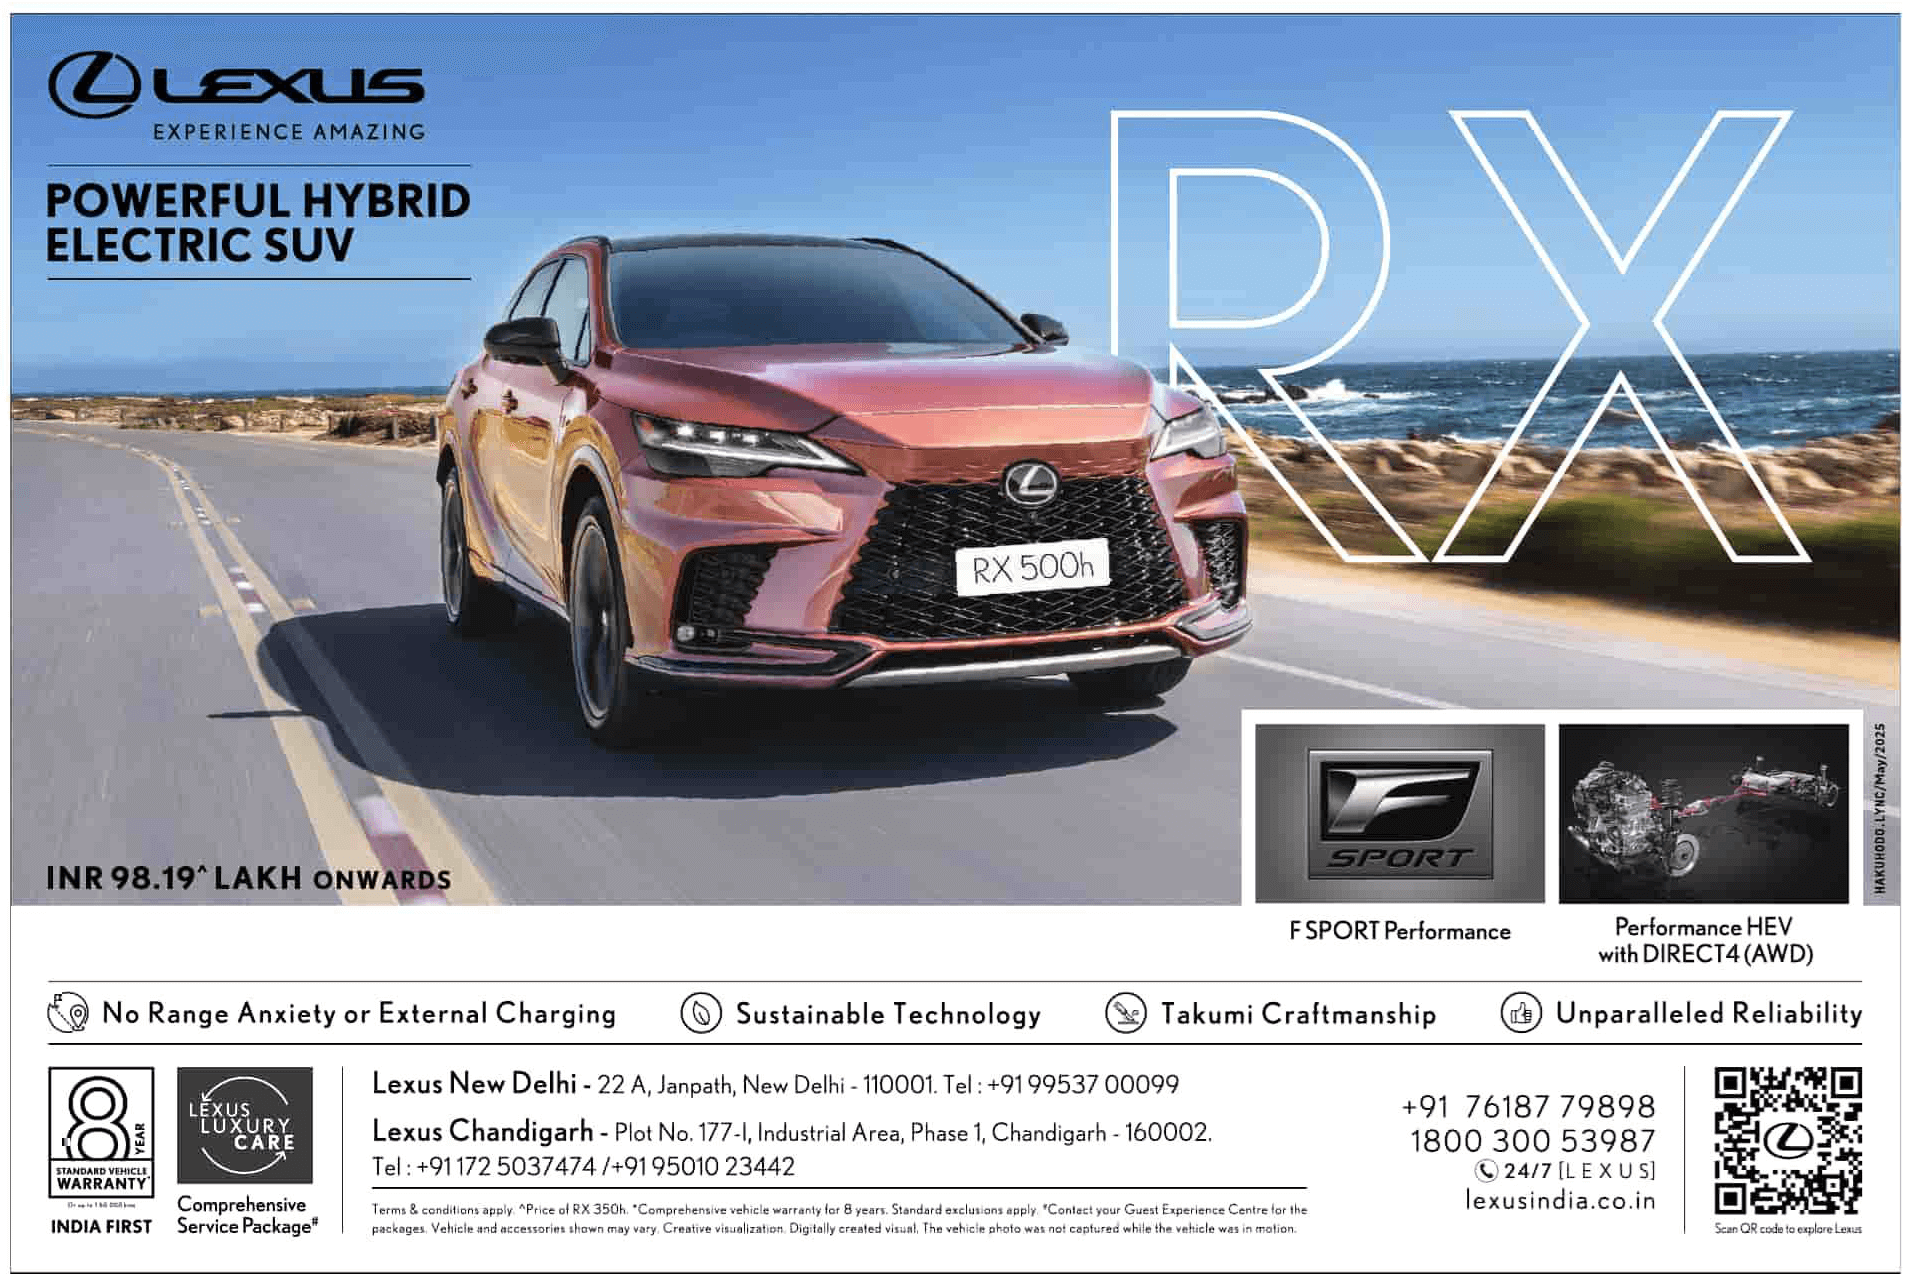 LEXUS
EXPERIENCE AMAZING
POWERFUL HYBRID
ELECTRIC SUV
RX
RX 500h
INR 98.19^ LAKH ONWARDS
F
SPORT
F SPORT Performance
Performance HEV
with DIRECT4 (AWD)
HAKUHODO.LYNC/May/2025
No Range Anxiety or External Charging
Sustainable Technology
Takumi Craftmanship
Unparalleled Reliability
8 YEAR
STANDARD VEHICLE
WARRANTY*
INDIA FIRST
LEXUS
LUXURY
CARE
Comprehensive
Service Package#
Lexus New Delhi - 22 A, Janpath, New Delhi - 110001. Tel : +91 99537 00099
Lexus Chandigarh - Plot No. 177-I, Industrial Area, Phase 1, Chandigarh - 160002.
Tel : +91 172 5037474 /+91 95010 23442
Terms & conditions apply. ^Price of RX 350h. *Comprehensive vehicle warranty for 8 years. Standard exclusions apply. #Contact your Guest Experience Centre for the
packages. Vehicle and accessories shown may vary. Creative visualization. Digitally created visual. The vehicle photo was not captured while the vehicle was in motion.
+91 76187 79898
1800 300 53987
24/7 [LEXUS]
lexusindia.co.in
Scan QR code to explore Lexus